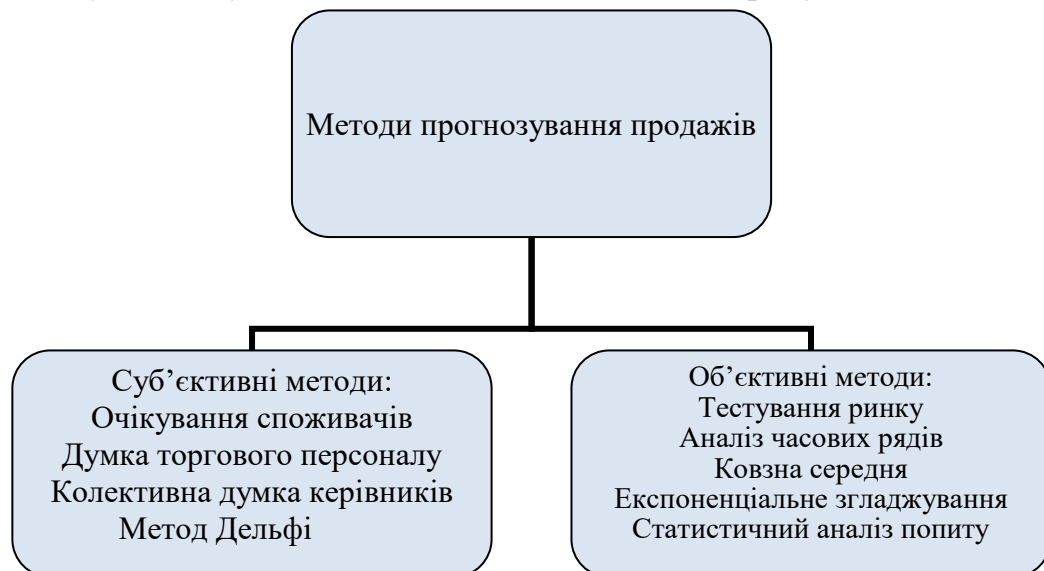 Методи прогнозування продажів
Суб’єктивні методи:
Очікування споживачів
Думка торгового персоналу
Колективна думка керівників
Метод Дельфі
Об’єктивні методи:
Тестування ринку
Аналіз часових рядів
Ковзна середня
Експоненціальне згладжування
Статистичний аналіз попиту